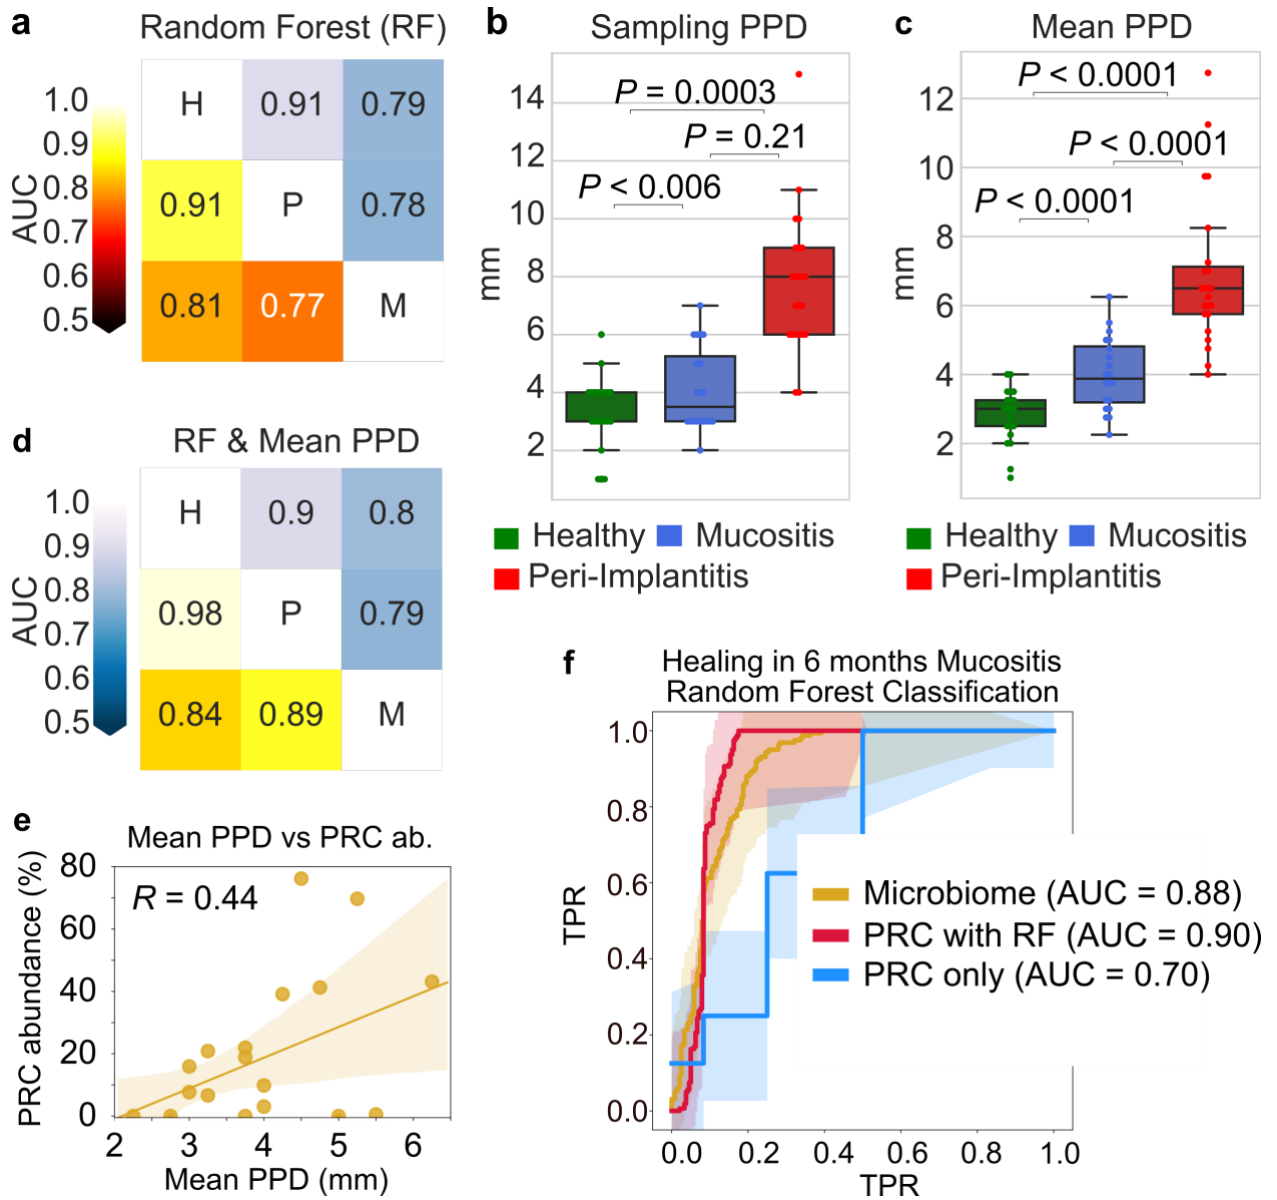 a
Random Forest (RF)
1.0
0.9
0.8
0.7
0.6
0.5
AUC
H 0.91 0.79
0.91 P 0.78
0.81 0.77 M
b
Sampling PPD
P = 0.0003
P = 0.21
P < 0.006
14
12
10
8
6
4
2
mm
Healthy Mucositis
Peri-Implantitis
c
Mean PPD
P < 0.0001
P < 0.0001
P < 0.0001
12
10
8
6
4
2
mm
Healthy Mucositis
Peri-Implantitis
d
RF & Mean PPD
1.0
0.9
0.8
0.7
0.6
0.5
AUC
H 0.9 0.8
0.98 P 0.79
0.84 0.89 M
e
Mean PPD vs PRC ab.
R = 0.44
80
60
40
20
0
PRC abundance (%)
2 3 4 5 6
Mean PPD (mm)
f
Healing in 6 months Mucositis
Random Forest Classification
1.0
0.8
0.6
0.4
0.2
0.0
TPR
Microbiome (AUC = 0.88)
PRC with RF (AUC = 0.90)
PRC only (AUC = 0.70)
0.0 0.2 0.4 0.6 0.8 1.0
TPR